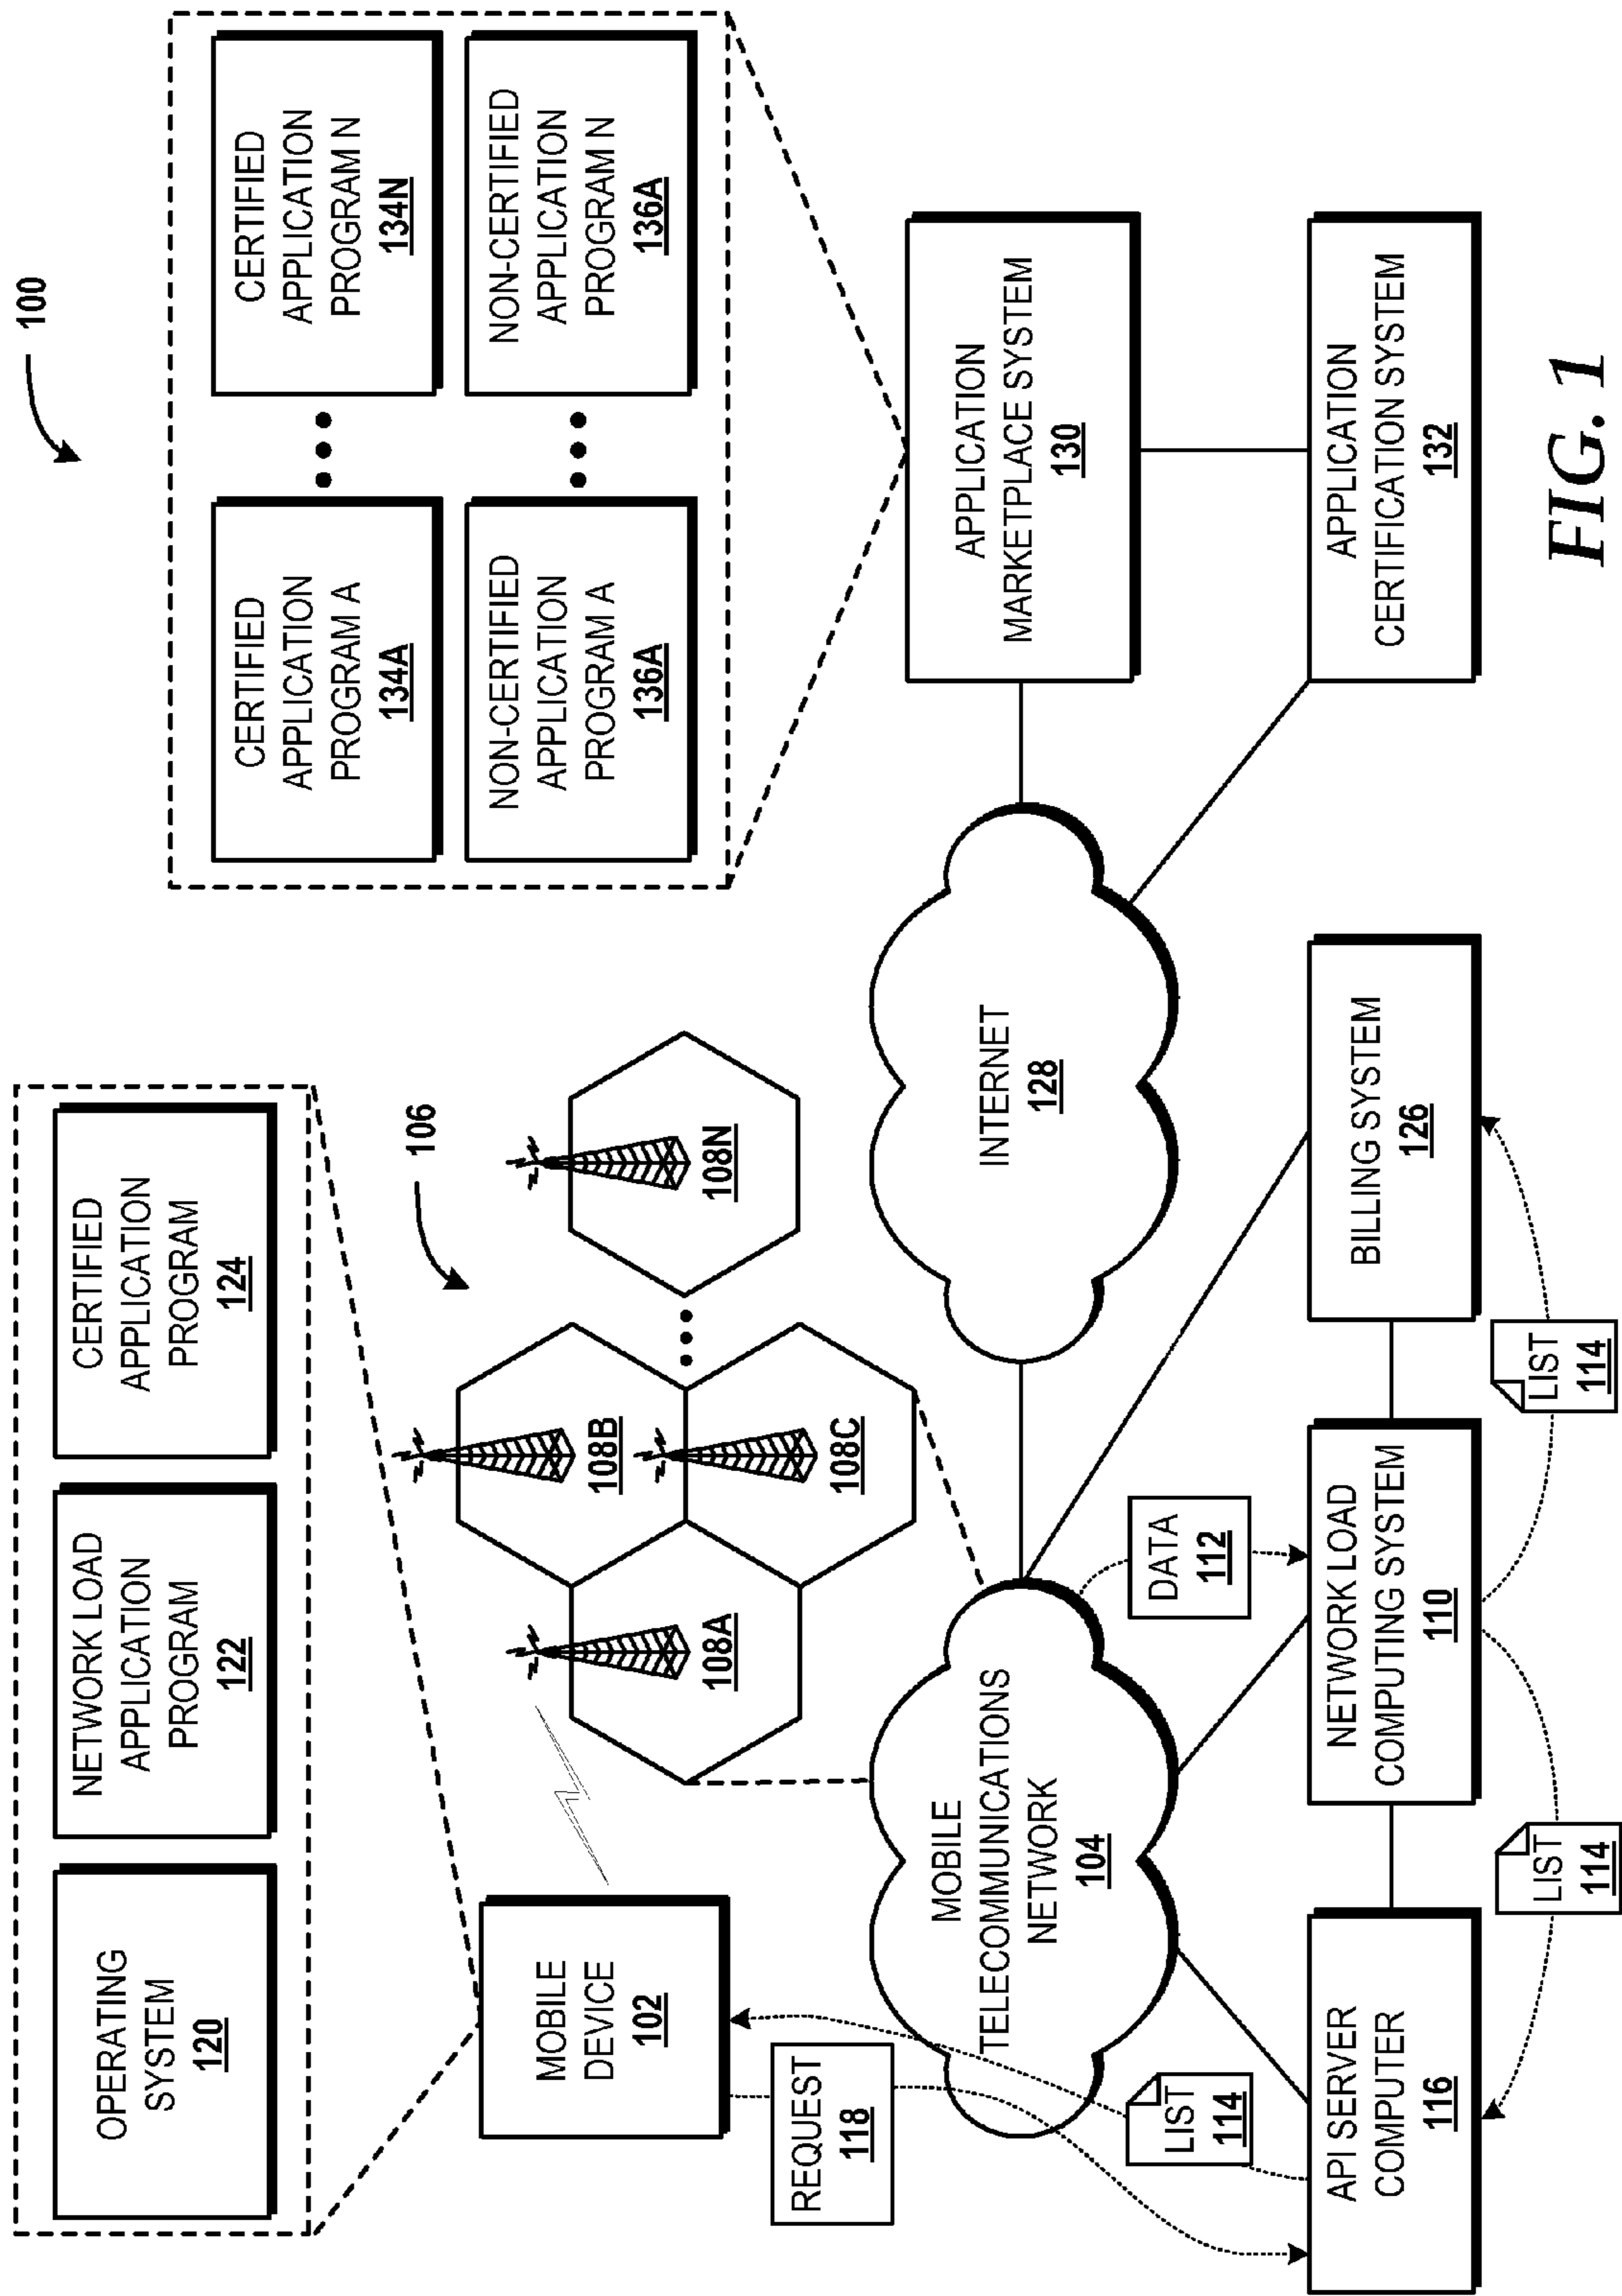 100
OPERATING
SYSTEM
120
NETWORK LOAD
APPLICATION
PROGRAM
122
CERTIFIED
APPLICATION
PROGRAM
124
CERTIFIED
APPLICATION
PROGRAM A
134A
CERTIFIED
APPLICATION
PROGRAM N
134N
NON-CERTIFIED
APPLICATION
PROGRAM A
136A
NON-CERTIFIED
APPLICATION
PROGRAM N
136A
106
MOBILE
DEVICE
102
108A
108B
108C
108N
REQUEST
118
MOBILE
TELECOMMUNICATIONS
NETWORK
104
INTERNET
128
APPLICATION
MARKETPLACE SYSTEM
130
LIST
114
DATA
112
API SERVER
COMPUTER
116
NETWORK LOAD
COMPUTING SYSTEM
110
BILLING SYSTEM
126
APPLICATION
CERTIFICATION SYSTEM
132
LIST
114
LIST
114
FIG. 1